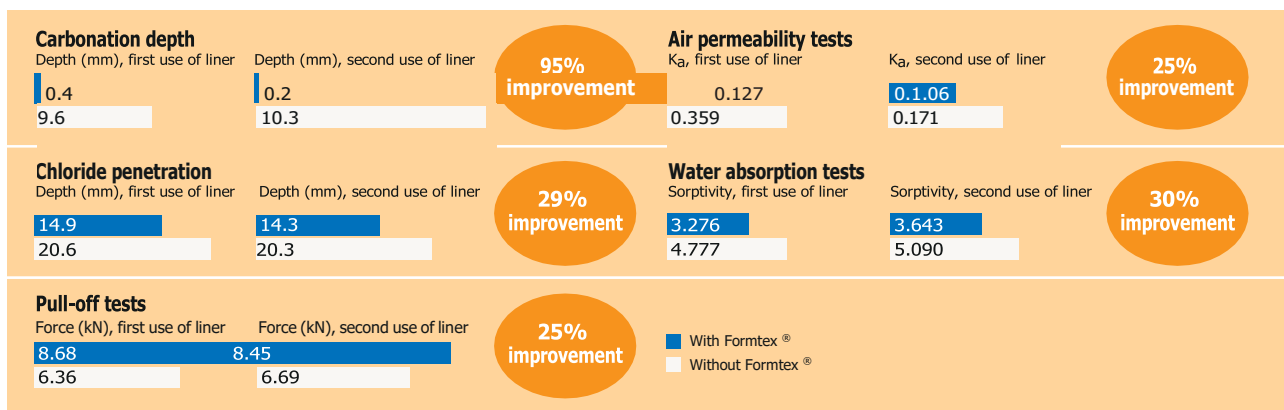 Carbonation depth
Depth (mm), first use of liner
Depth (mm), second use of liner
0.4
0.2
9.6
10.3
95%
improvement
Air permeability tests
Ka, first use of liner
Ka, second use of liner
0.127
0.1.06
0.359
0.171
25%
improvement
Chloride penetration
Depth (mm), first use of liner
Depth (mm), second use of liner
14.9
14.3
20.6
20.3
29%
improvement
Water absorption tests
Sorptivity, first use of liner
Sorptivity, second use of liner
3.276
3.643
4.777
5.090
30%
improvement
Pull-off tests
Force (kN), first use of liner
Force (kN), second use of liner
8.68
8.45
6.36
6.69
25%
improvement
With Formtex ®
Without Formtex ®